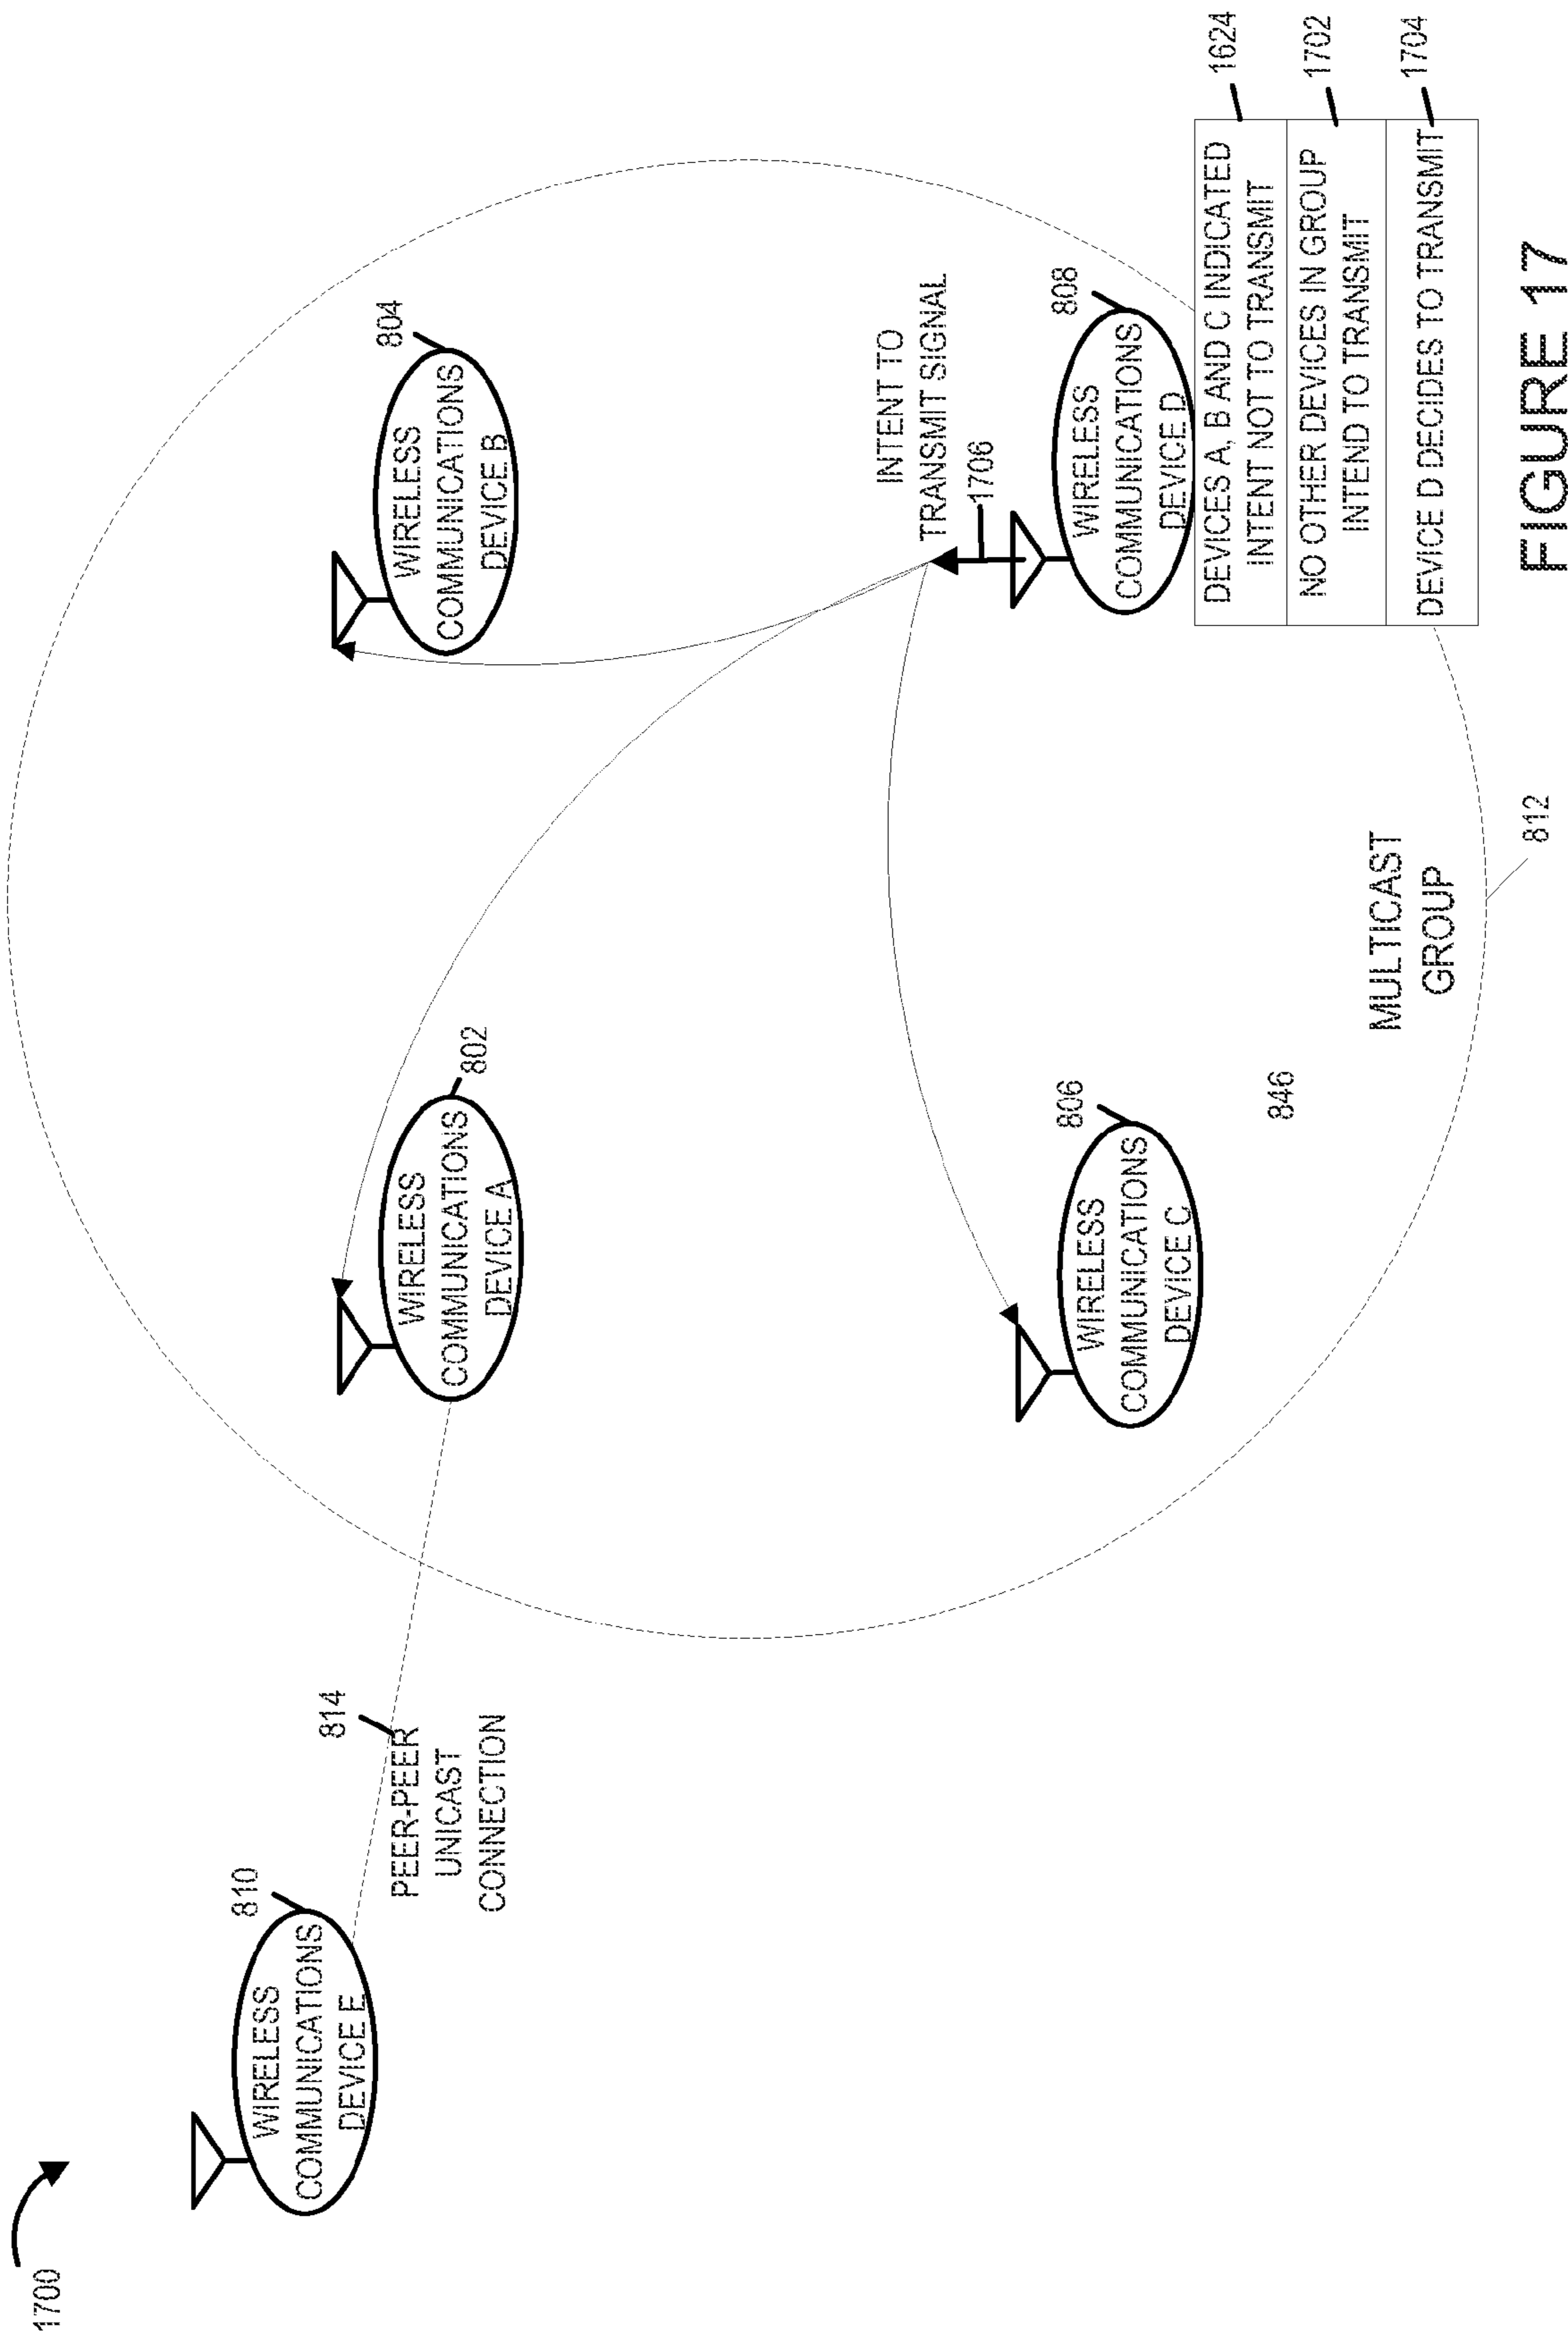 1700
WIRELESS
COMMUNICATIONS
DEVICE E
810
814
PEER-PEER
UNICAST
CONNECTION
WIRELESS
COMMUNICATIONS
DEVICE A
802
WIRELESS
COMMUNICATIONS
DEVICE B
804
WIRELESS
COMMUNICATIONS
DEVICE C
806
846
INTENT TO
TRANSMIT SIGNAL
1706
WIRELESS
COMMUNICATIONS
DEVICE D
808
DEVICES A, B AND C INDICATED
INTENT NOT TO TRANSMIT
1624
NO OTHER DEVICES IN GROUP
INTEND TO TRANSMIT
1702
DEVICE D DECIDES TO TRANSMIT
1704
MULTICAST
GROUP
812
FIGURE 17